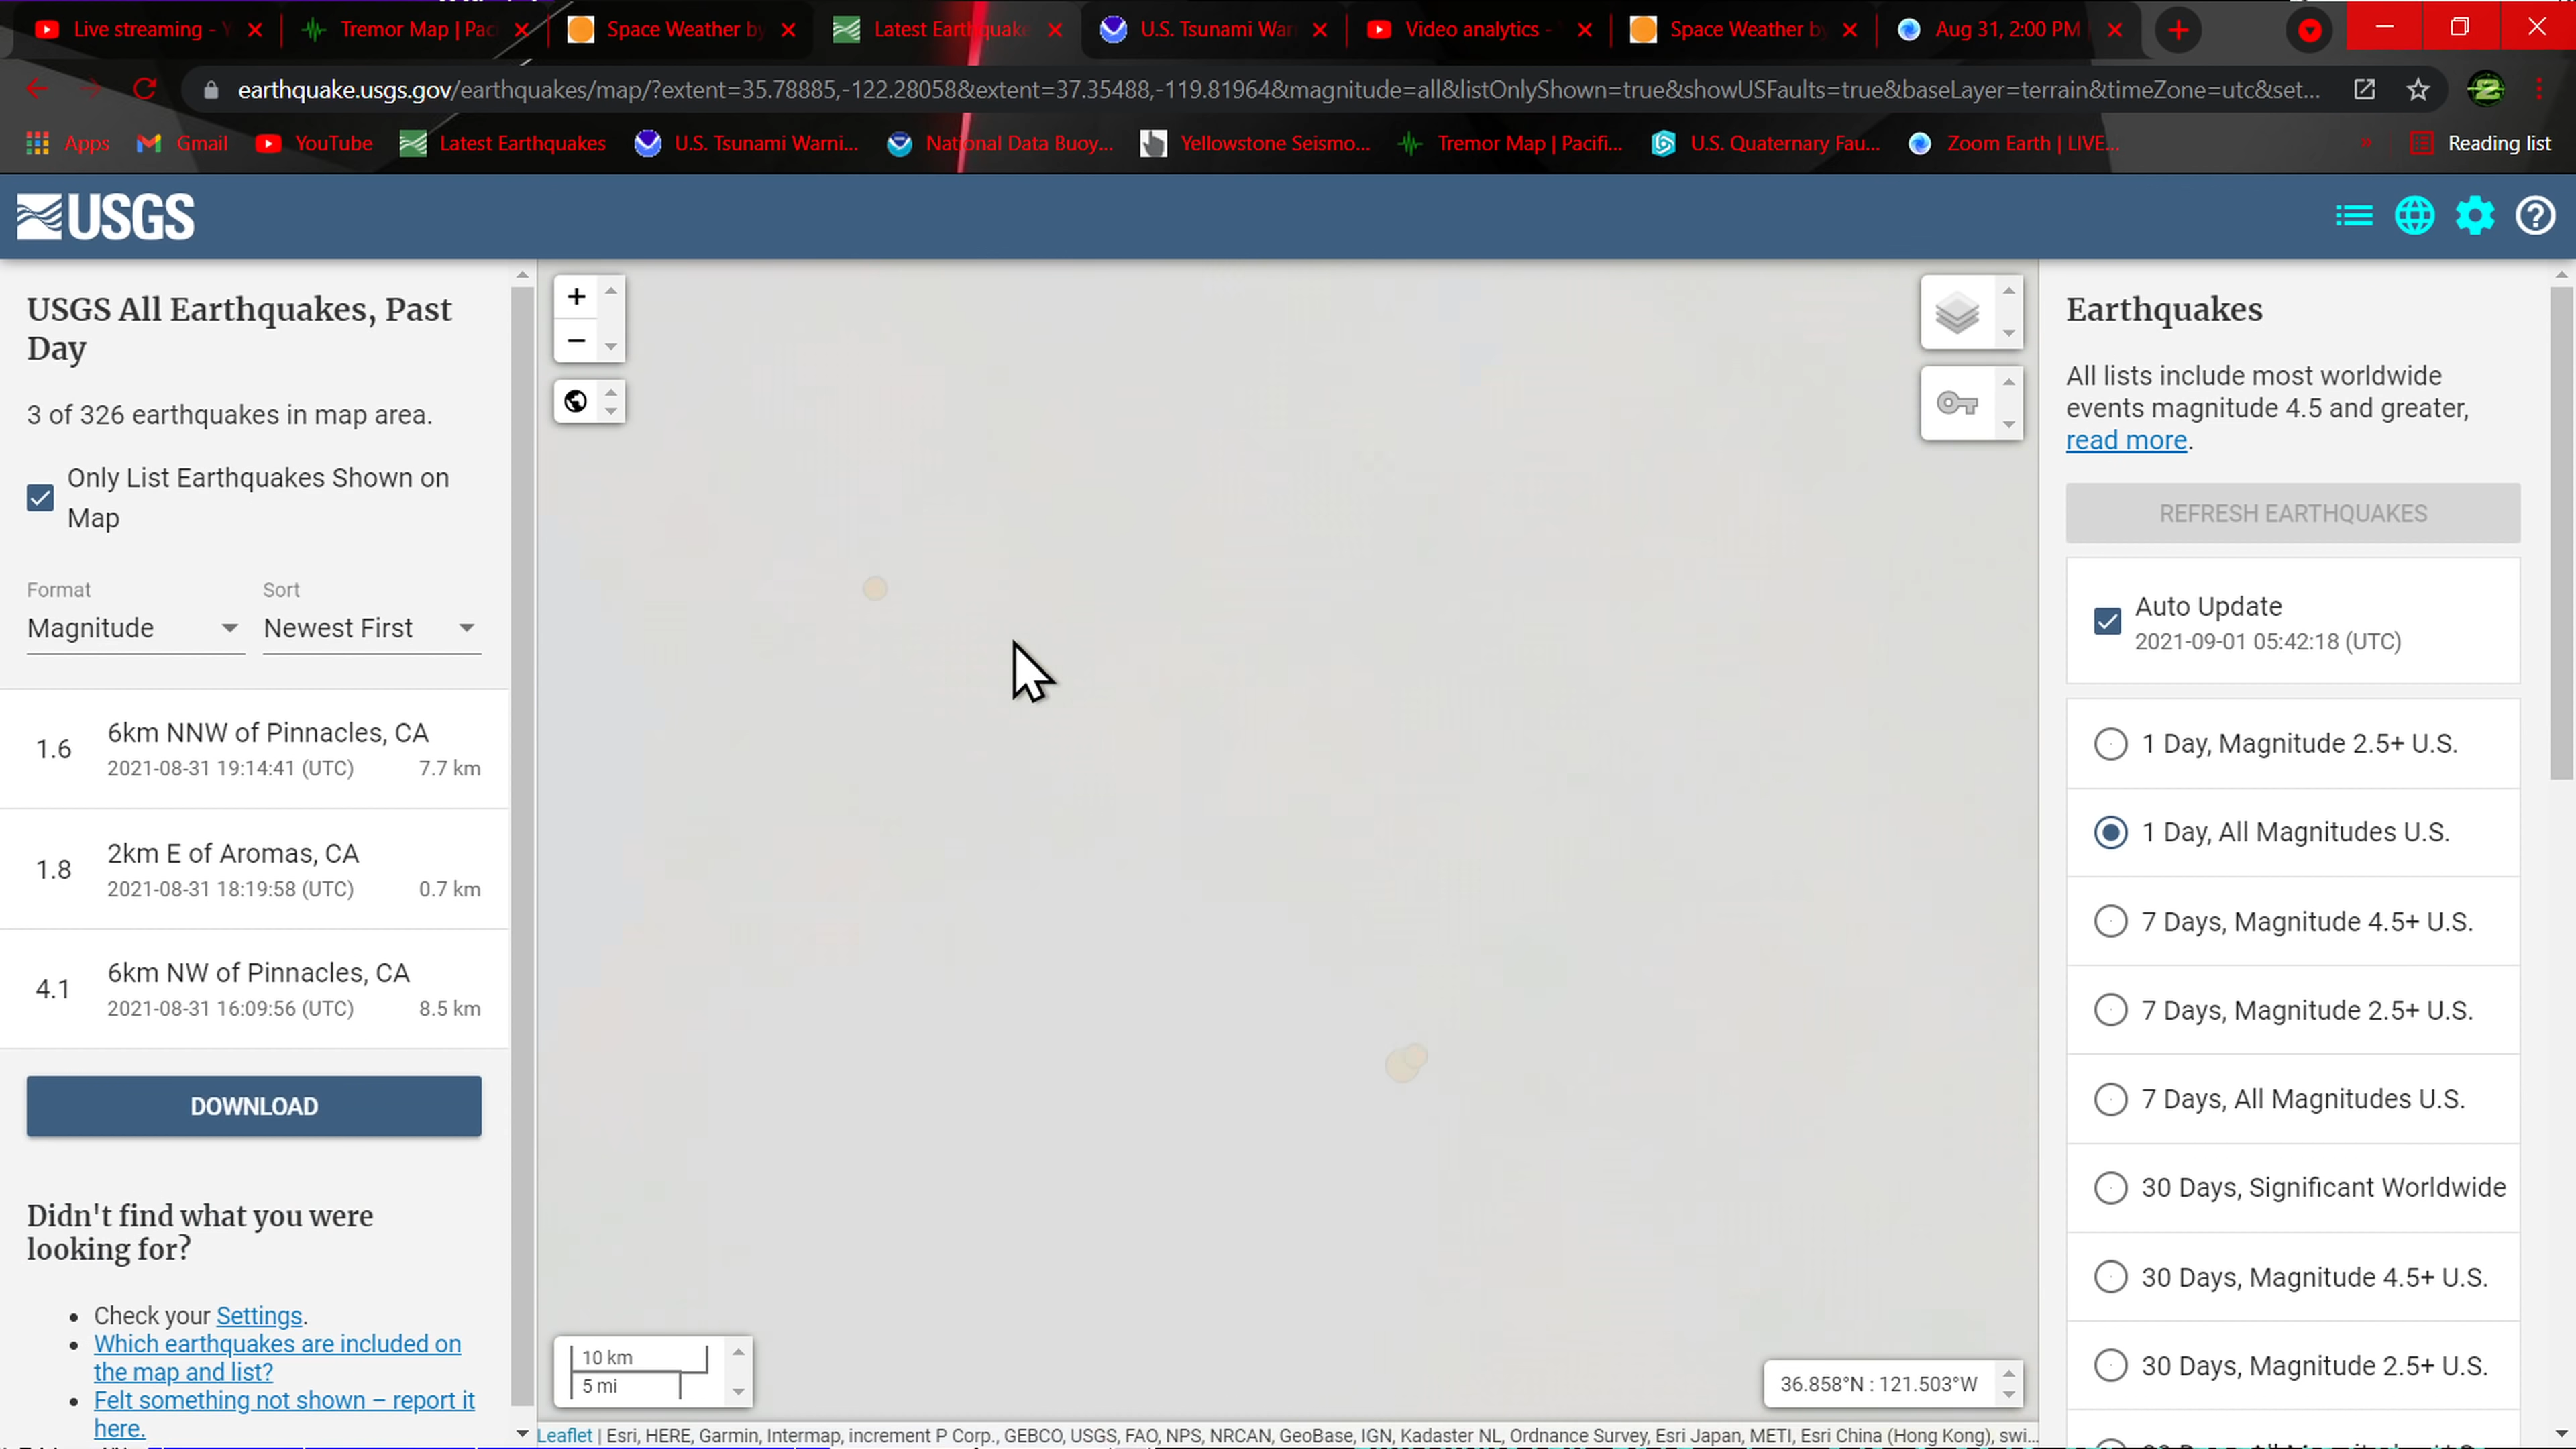 Live streaming - Y
Tremor Map | Pac
Space Weather by
Latest Earthquake
U.S. Tsunami War
Video analytics -
Space Weather by
Aug 31, 2:00 PM
earthquake.usgs.gov/earthquakes/map/?extent=35.78885,-122.28058&extent=37.35488,-119.81964&magnitude=all&listOnlyShown=true&showUSFaults=true&baseLayer=terrain&timeZone=utc&set...
Apps
Gmail
YouTube
Latest Earthquakes
U.S. Tsunami Warni...
National Data Buoy...
Yellowstone Seismo...
Tremor Map | Pacifi...
U.S. Quaternary Fau...
Zoom Earth | LIVE...
»
Reading list
USGS
USGS All Earthquakes, Past
Day
3 of 326 earthquakes in map area.
Only List Earthquakes Shown on
Map
Format
Sort
Magnitude
Newest First
1.6
6km NNW of Pinnacles, CA
2021-08-31 19:14:41 (UTC)
7.7 km
1.8
2km E of Aromas, CA
2021-08-31 18:19:58 (UTC)
0.7 km
4.1
6km NW of Pinnacles, CA
2021-08-31 16:09:56 (UTC)
8.5 km
DOWNLOAD
Didn't find what you were
looking for?
• Check your Settings.
• Which earthquakes are included on
the map and list?
• Felt something not shown – report it
here.
+
−
10 km
5 mi
36.858°N : 121.503°W
Leaflet | Esri, HERE, Garmin, Intermap, increment P Corp., GEBCO, USGS, FAO, NPS, NRCAN, GeoBase, IGN, Kadaster NL, Ordnance Survey, Esri Japan, METI, Esri China (Hong Kong), swi...
Earthquakes
All lists include most worldwide
events magnitude 4.5 and greater,
read more.
REFRESH EARTHQUAKES
Auto Update
2021-09-01 05:42:18 (UTC)
1 Day, Magnitude 2.5+ U.S.
1 Day, All Magnitudes U.S.
7 Days, Magnitude 4.5+ U.S.
7 Days, Magnitude 2.5+ U.S.
7 Days, All Magnitudes U.S.
30 Days, Significant Worldwide
30 Days, Magnitude 4.5+ U.S.
30 Days, Magnitude 2.5+ U.S.